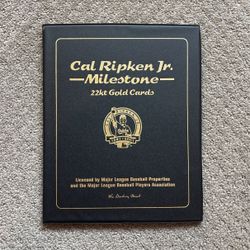 Cal Ripken Jr.
Milestone
22kt Gold Cards
Licensed by Major League Baseball Properties
and the Major League Baseball Players Association
The Danbury Mint